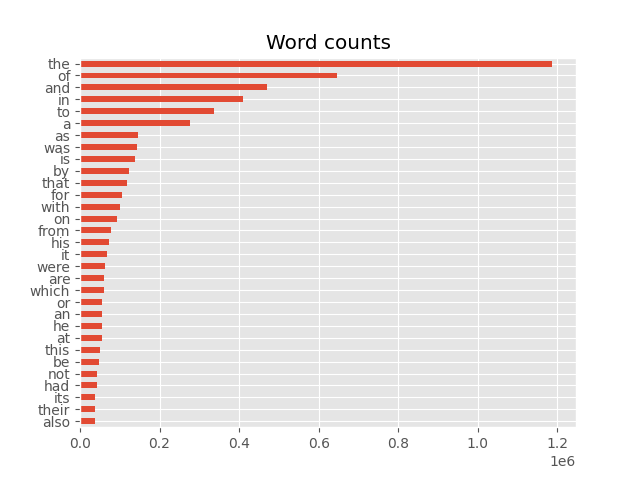 Word counts
the
of
and
in
to
a
as
was
is
by
that
for
with
on
from
his
it
were
are
which
or
an
he
at
this
be
not
had
its
their
also
0.0 0.2 0.4 0.6 0.8 1.0 1.2
1e6